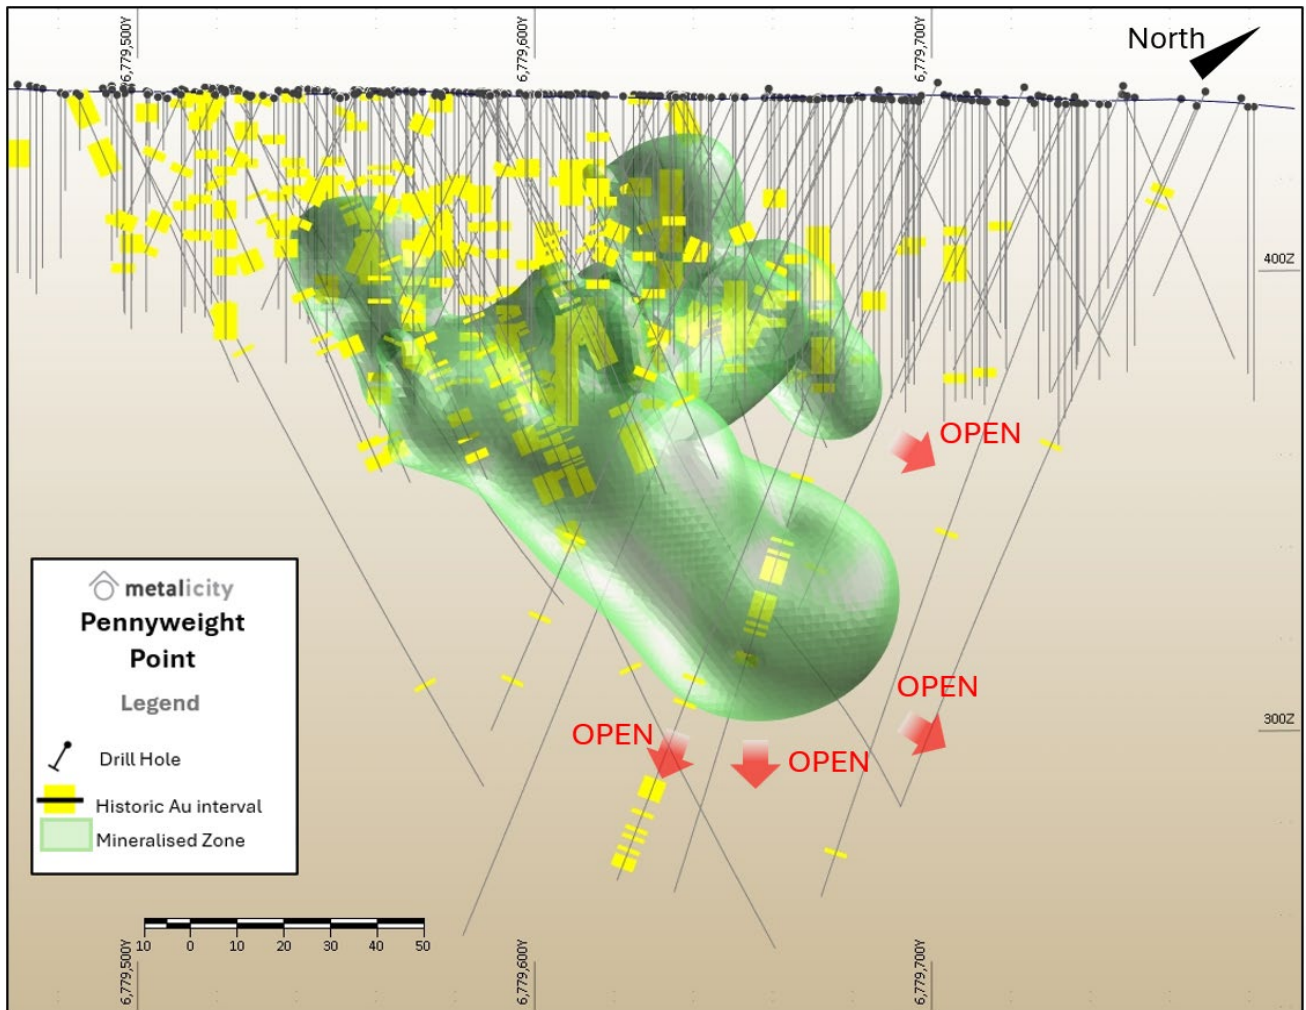 6,779,500Y
6,779,600Y
6,779,700Y
North
400Z
OPEN
300Z
OPEN
OPEN
OPEN
metalicity
Pennyweight
Point
Legend
Drill Hole
Historic Au interval
Mineralised Zone
10 0 10 20 30 40 50
6,779,500Y
6,779,600Y
6,779,700Y